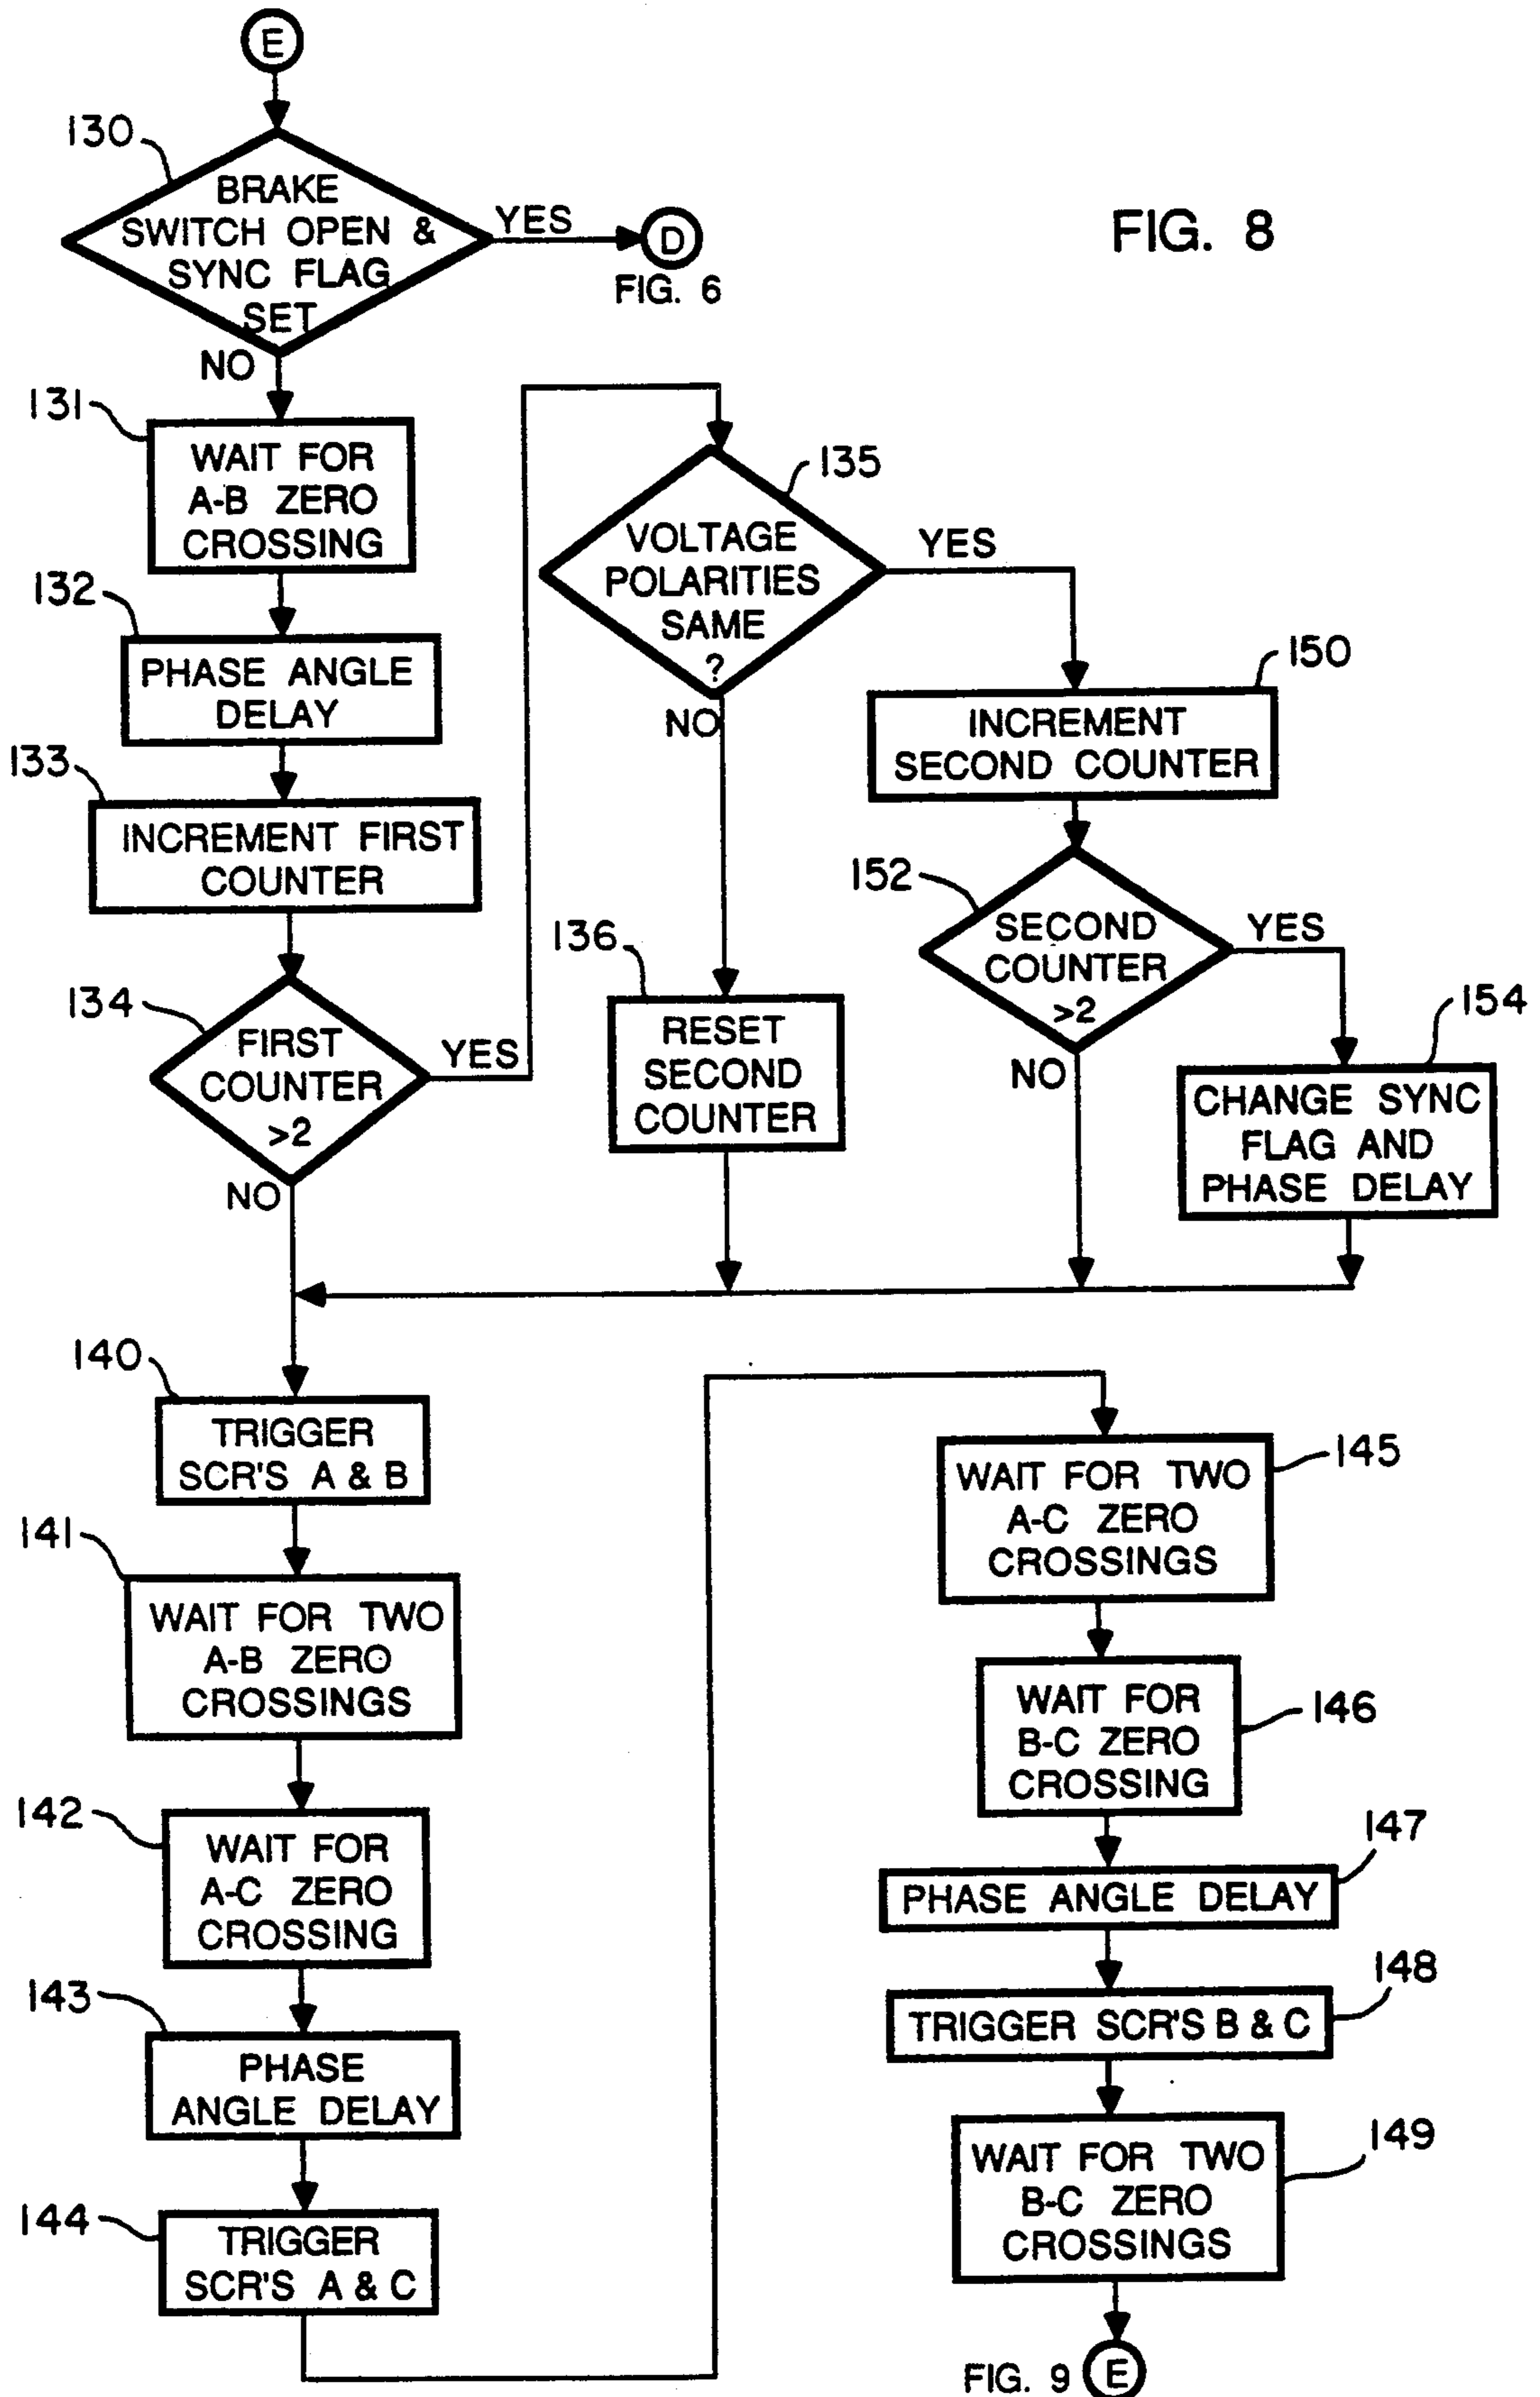 E
130
BRAKE
SWITCH OPEN &
SYNC FLAG
SET
YES
D
FIG. 6
FIG. 8
NO
131
WAIT FOR
A-B ZERO
CROSSING
132
PHASE ANGLE
DELAY
133
INCREMENT FIRST
COUNTER
134
FIRST
COUNTER
>2
YES
NO
135
VOLTAGE
POLARITIES
SAME
?
YES
NO
136
RESET
SECOND
COUNTER
150
INCREMENT
SECOND COUNTER
152
SECOND
COUNTER
>2
YES
NO
154
CHANGE SYNC
FLAG AND
PHASE DELAY
140
TRIGGER
SCR'S A & B
141
WAIT FOR TWO
A-B ZERO
CROSSINGS
142
WAIT FOR
A-C ZERO
CROSSING
143
PHASE
ANGLE DELAY
144
TRIGGER
SCR'S A & C
145
WAIT FOR TWO
A-C ZERO
CROSSINGS
146
WAIT FOR
B-C ZERO
CROSSING
147
PHASE ANGLE DELAY
148
TRIGGER SCR'S B & C
149
WAIT FOR TWO
B-C ZERO
CROSSINGS
FIG. 9
E